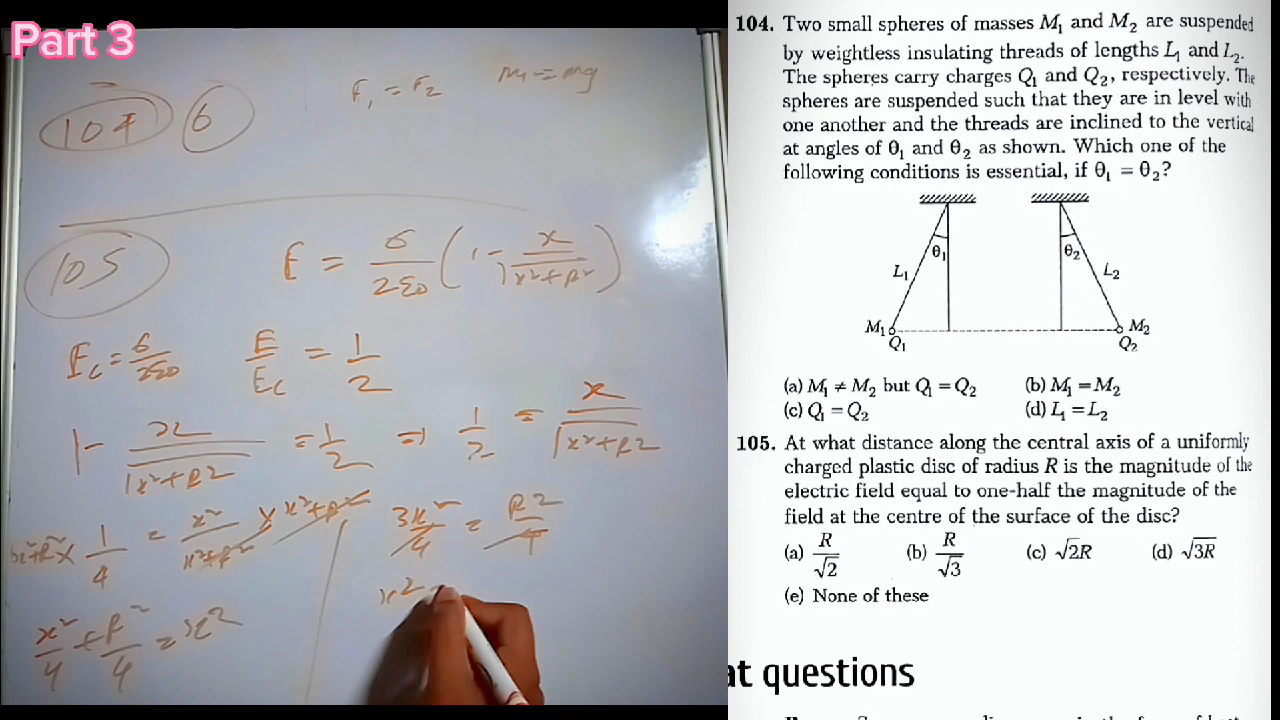 Part 3
104 6 F₁ = F₂ M₁ = mg
105 E = σ/2ε₀ (1 - x/√x²+R²)
E_C = σ/2ε₀ E/E_C = 1/2
1 - x/√x²+R² = 1/2 ⇒ 1/2 = x/√x²+R²
x²+R² × 1/4 = x²/x²+R² × x²+R²
x²/4 + R²/4 = x²
3x²/4 = R²/4
x²
104. Two small spheres of masses M₁ and M₂ are suspended
by weightless insulating threads of lengths L₁ and L₂.
The spheres carry charges Q₁ and Q₂, respectively. The
spheres are suspended such that they are in level with
one another and the threads are inclined to the vertical
at angles of θ₁ and θ₂ as shown. Which one of the
following conditions is essential, if θ₁ = θ₂?
θ₁ θ₂
L₁ L₂
M₁ M₂
Q₁ Q₂
(a) M₁ ≠ M₂ but Q₁ = Q₂ (b) M₁ = M₂
(c) Q₁ = Q₂ (d) L₁ = L₂
105. At what distance along the central axis of a uniformly
charged plastic disc of radius R is the magnitude of the
electric field equal to one-half the magnitude of the
field at the centre of the surface of the disc?
(a) R/√2 (b) R/√3 (c) √2R (d) √3R
(e) None of these
at questions